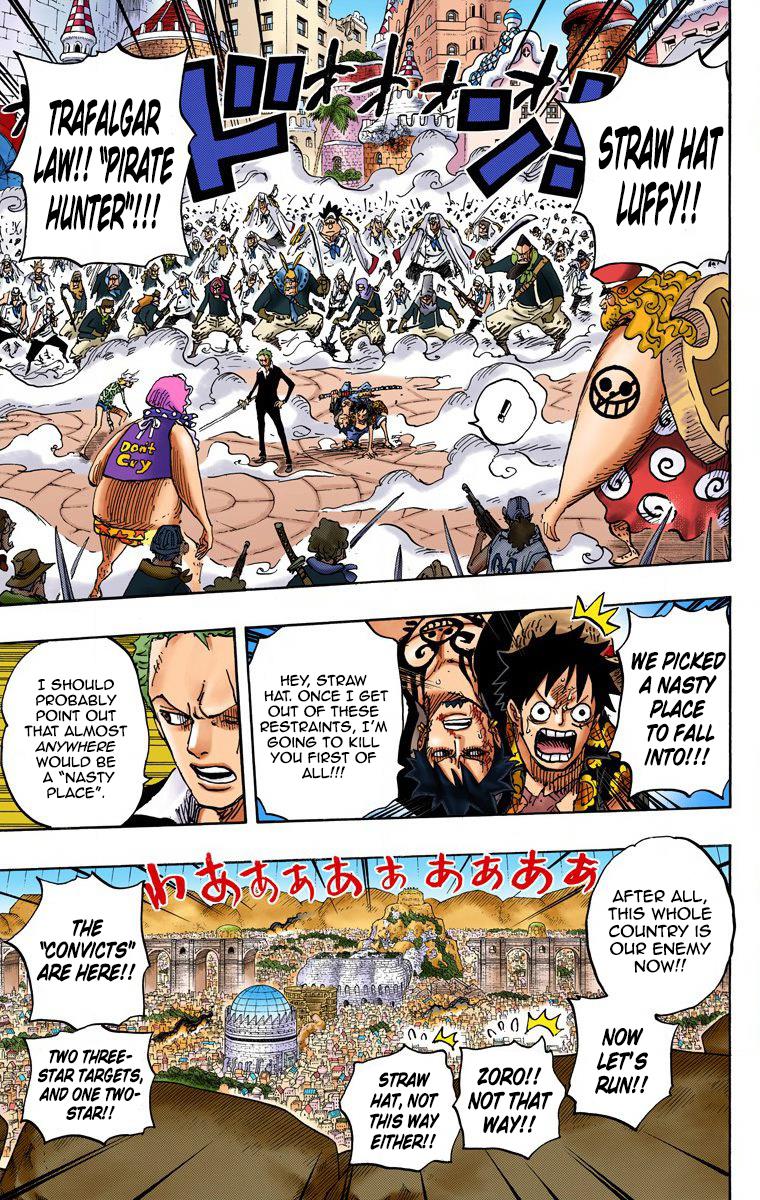 STRAW HAT
LUFFY!!
TRAFALGAR
LAW!! "PIRATE
HUNTER"!!!
ドオオオン!!
!
Don't
Cry
WE PICKED
A NASTY
PLACE
TO FALL
INTO!!!
HEY, STRAW
HAT. ONCE I GET
OUT OF THESE
RESTRAINTS, I'M
GOING TO KILL
YOU FIRST OF
ALL!!!
I SHOULD
PROBABLY
POINT OUT
THAT ALMOST
ANYWHERE
WOULD BE
A "NASTY
PLACE".
わあああああああああ
AFTER ALL,
THIS WHOLE
COUNTRY IS
OUR ENEMY
NOW!!
NOW
LET'S
RUN!!
ZORO!!
NOT THAT
WAY!!
STRAW
HAT, NOT
THIS WAY
EITHER!!
THE
"CONVICTS"
ARE HERE!!
TWO THREE-
STAR TARGETS,
AND ONE TWO-
STAR!!